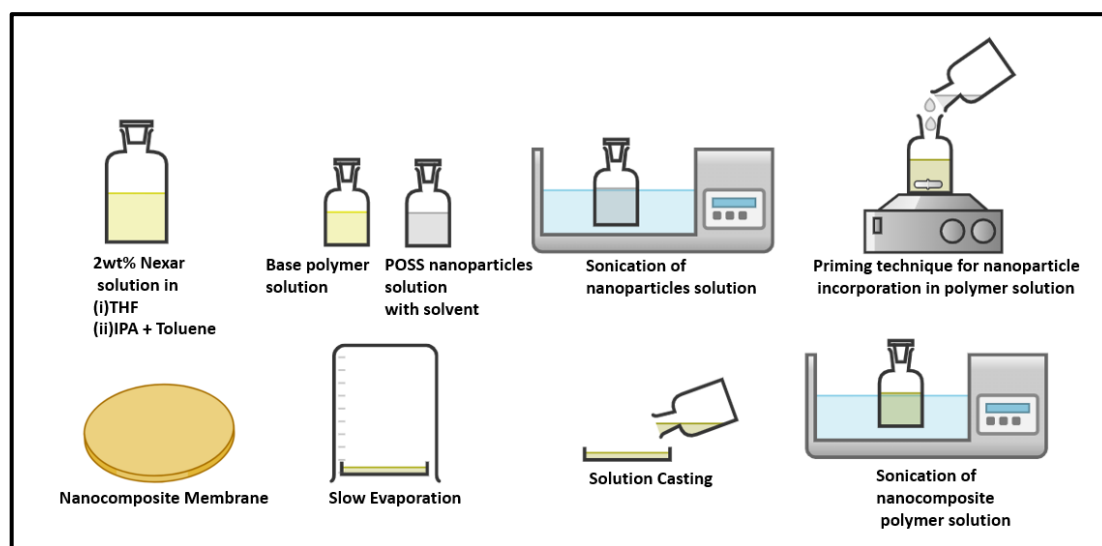 2wt% Nexar
solution in
(i)THF
(ii)IPA + Toluene
Base polymer
solution
POSS nanoparticles
solution
with solvent
Sonication of
nanoparticles solution
Priming technique for nanoparticle
incorporation in polymer solution
Nanocomposite Membrane
Slow Evaporation
Solution Casting
Sonication of
nanocomposite
polymer solution